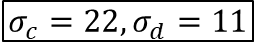 σ_c = 22, σ_d = 11